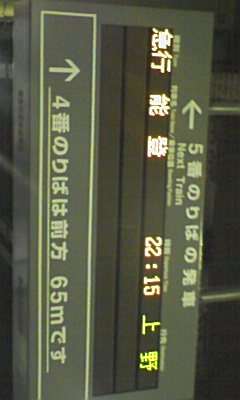 ← 5番のりばの発車
Next Train
急行 能登 22:15 上野
↑ 4番のりばは前方 65mです